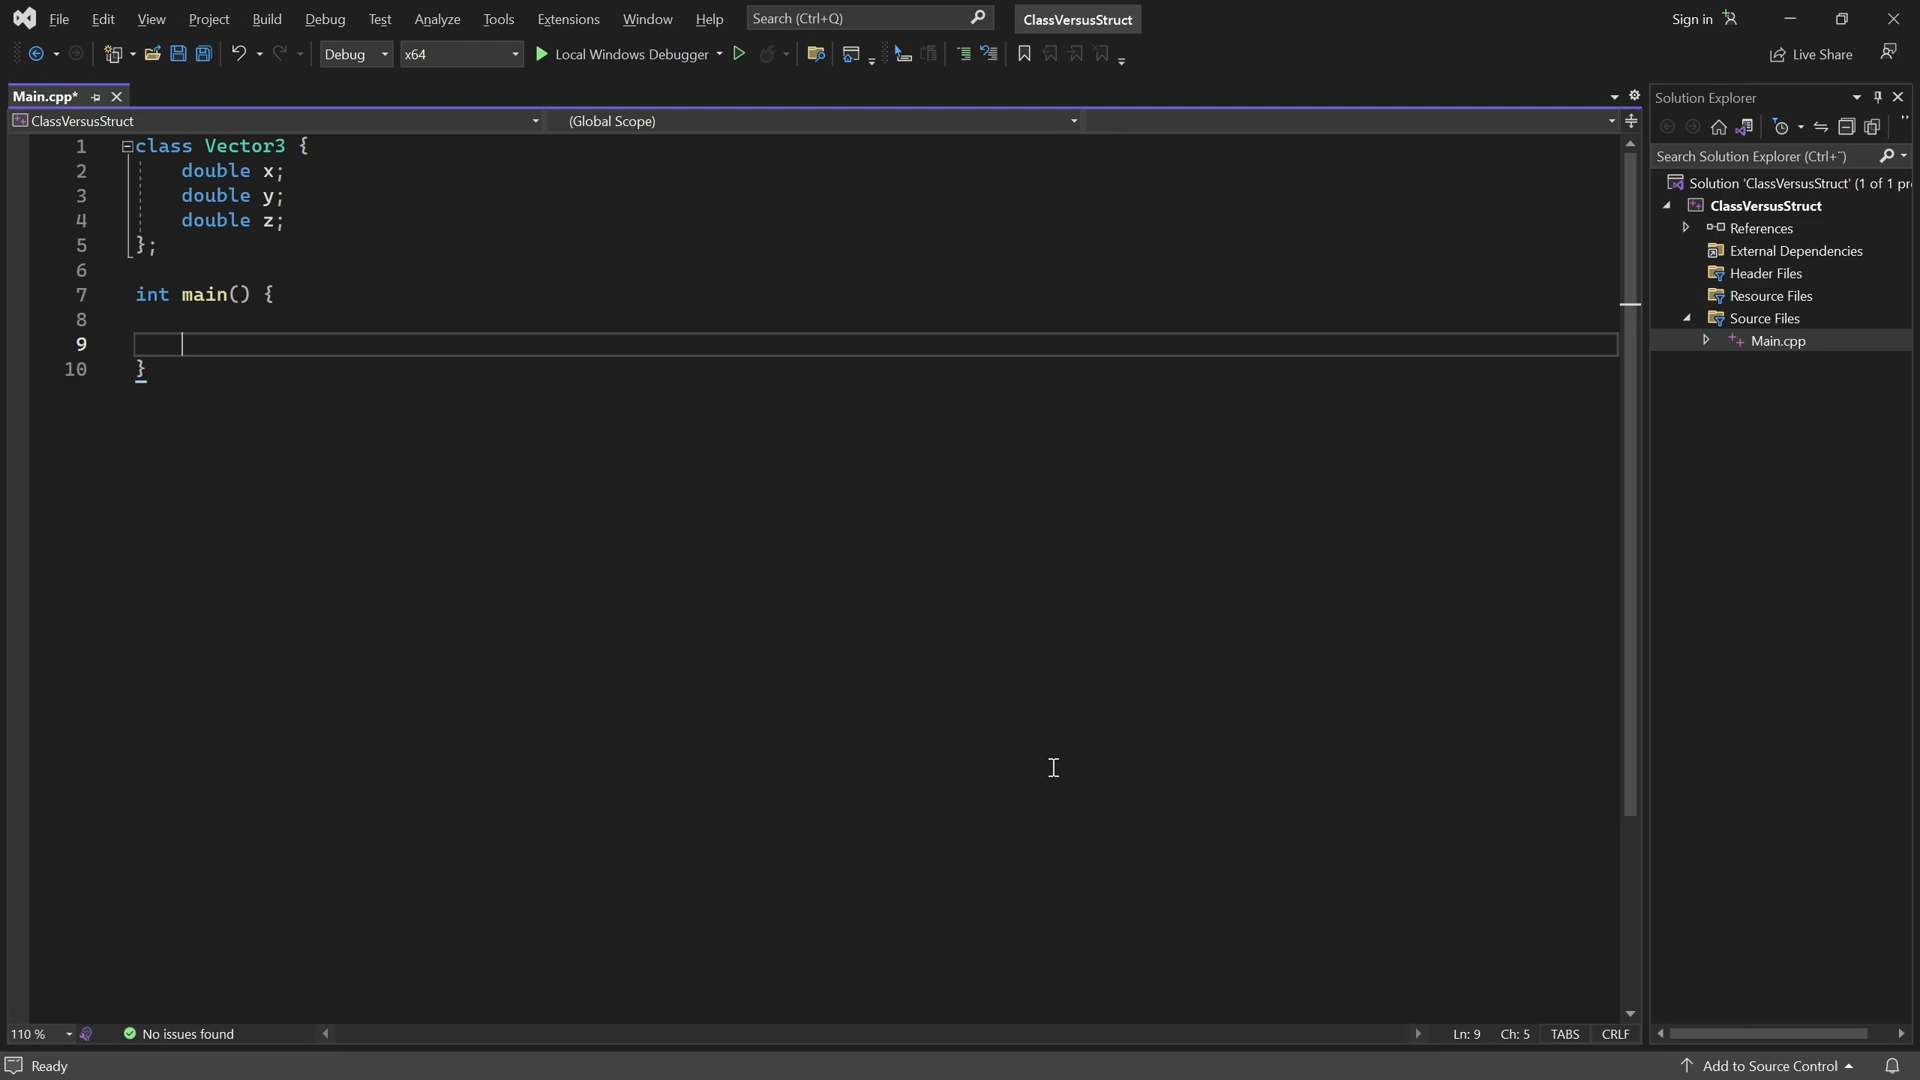 File Edit View Project Build Debug Test Analyze Tools Extensions Window Help Search (Ctrl+Q) ClassVersusStruct Sign in
Debug x64 Local Windows Debugger Live Share
Main.cpp*
ClassVersusStruct (Global Scope)
1 class Vector3 {
2 double x;
3 double y;
4 double z;
5 };
6
7 int main() {
8
9
10 }
Solution Explorer
Search Solution Explorer (Ctrl+¨)
Solution 'ClassVersusStruct' (1 of 1 pr
ClassVersusStruct
References
External Dependencies
Header Files
Resource Files
Source Files
Main.cpp
110 % No issues found Ln: 9 Ch: 5 TABS CRLF
Ready Add to Source Control